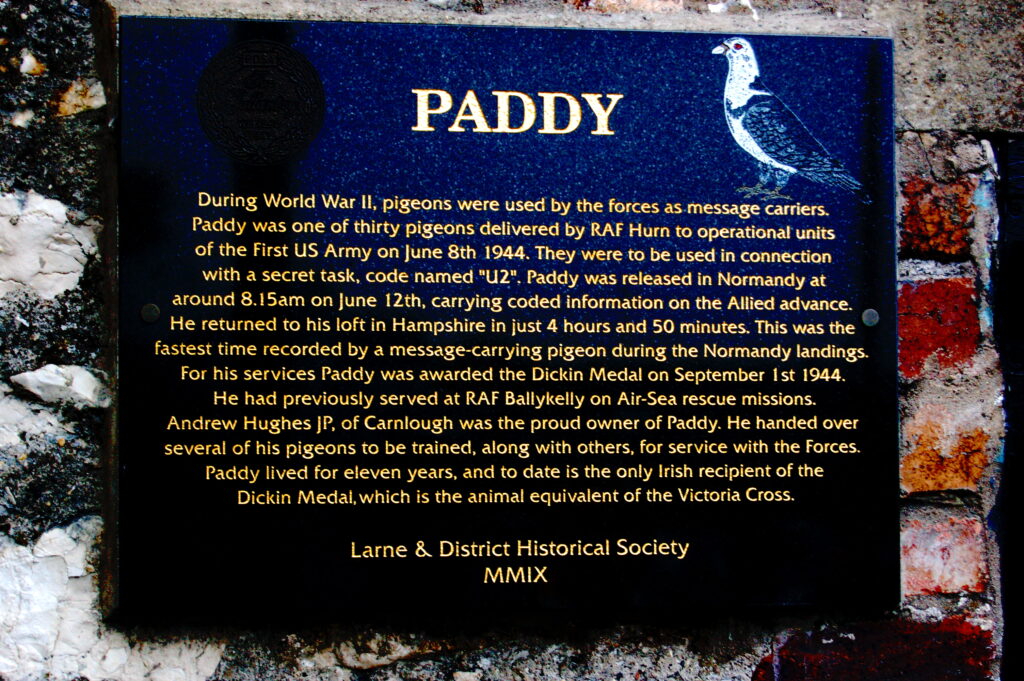 PADDY
During World War II, pigeons were used by the forces as message carriers.
Paddy was one of thirty pigeons delivered by RAF Hurn to operational units
of the First US Army on June 8th 1944. They were to be used in connection
with a secret task, code named "U2". Paddy was released in Normandy at
around 8.15am on June 12th, carrying coded information on the Allied advance.
He returned to his loft in Hampshire in just 4 hours and 50 minutes. This was the
fastest time recorded by a message-carrying pigeon during the Normandy landings.
For his services Paddy was awarded the Dickin Medal on September 1st 1944.
He had previously served at RAF Ballykelly on Air-Sea rescue missions.
Andrew Hughes JP, of Carnlough was the proud owner of Paddy. He handed over
several of his pigeons to be trained, along with others, for service with the Forces.
Paddy lived for eleven years, and to date is the only Irish recipient of the
Dickin Medal, which is the animal equivalent of the Victoria Cross.
Larne & District Historical Society
MMIX